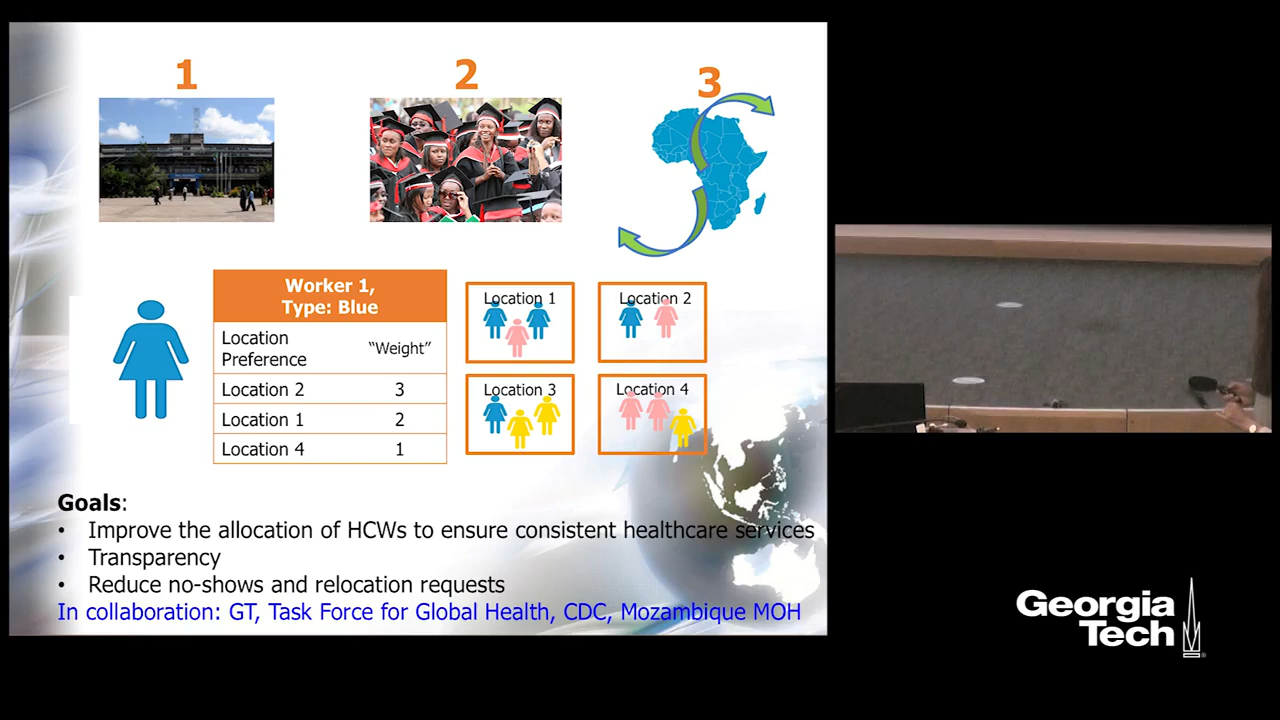 1
2
3
Worker 1,
Type: Blue
Location
Preference
"Weight"
Location 2
3
Location 1
2
Location 4
1
Location 1
Location 2
Location 3
Location 4
Goals:
• Improve the allocation of HCWs to ensure consistent healthcare services
• Transparency
• Reduce no-shows and relocation requests
In collaboration: GT, Task Force for Global Health, CDC, Mozambique MOH
Georgia
Tech